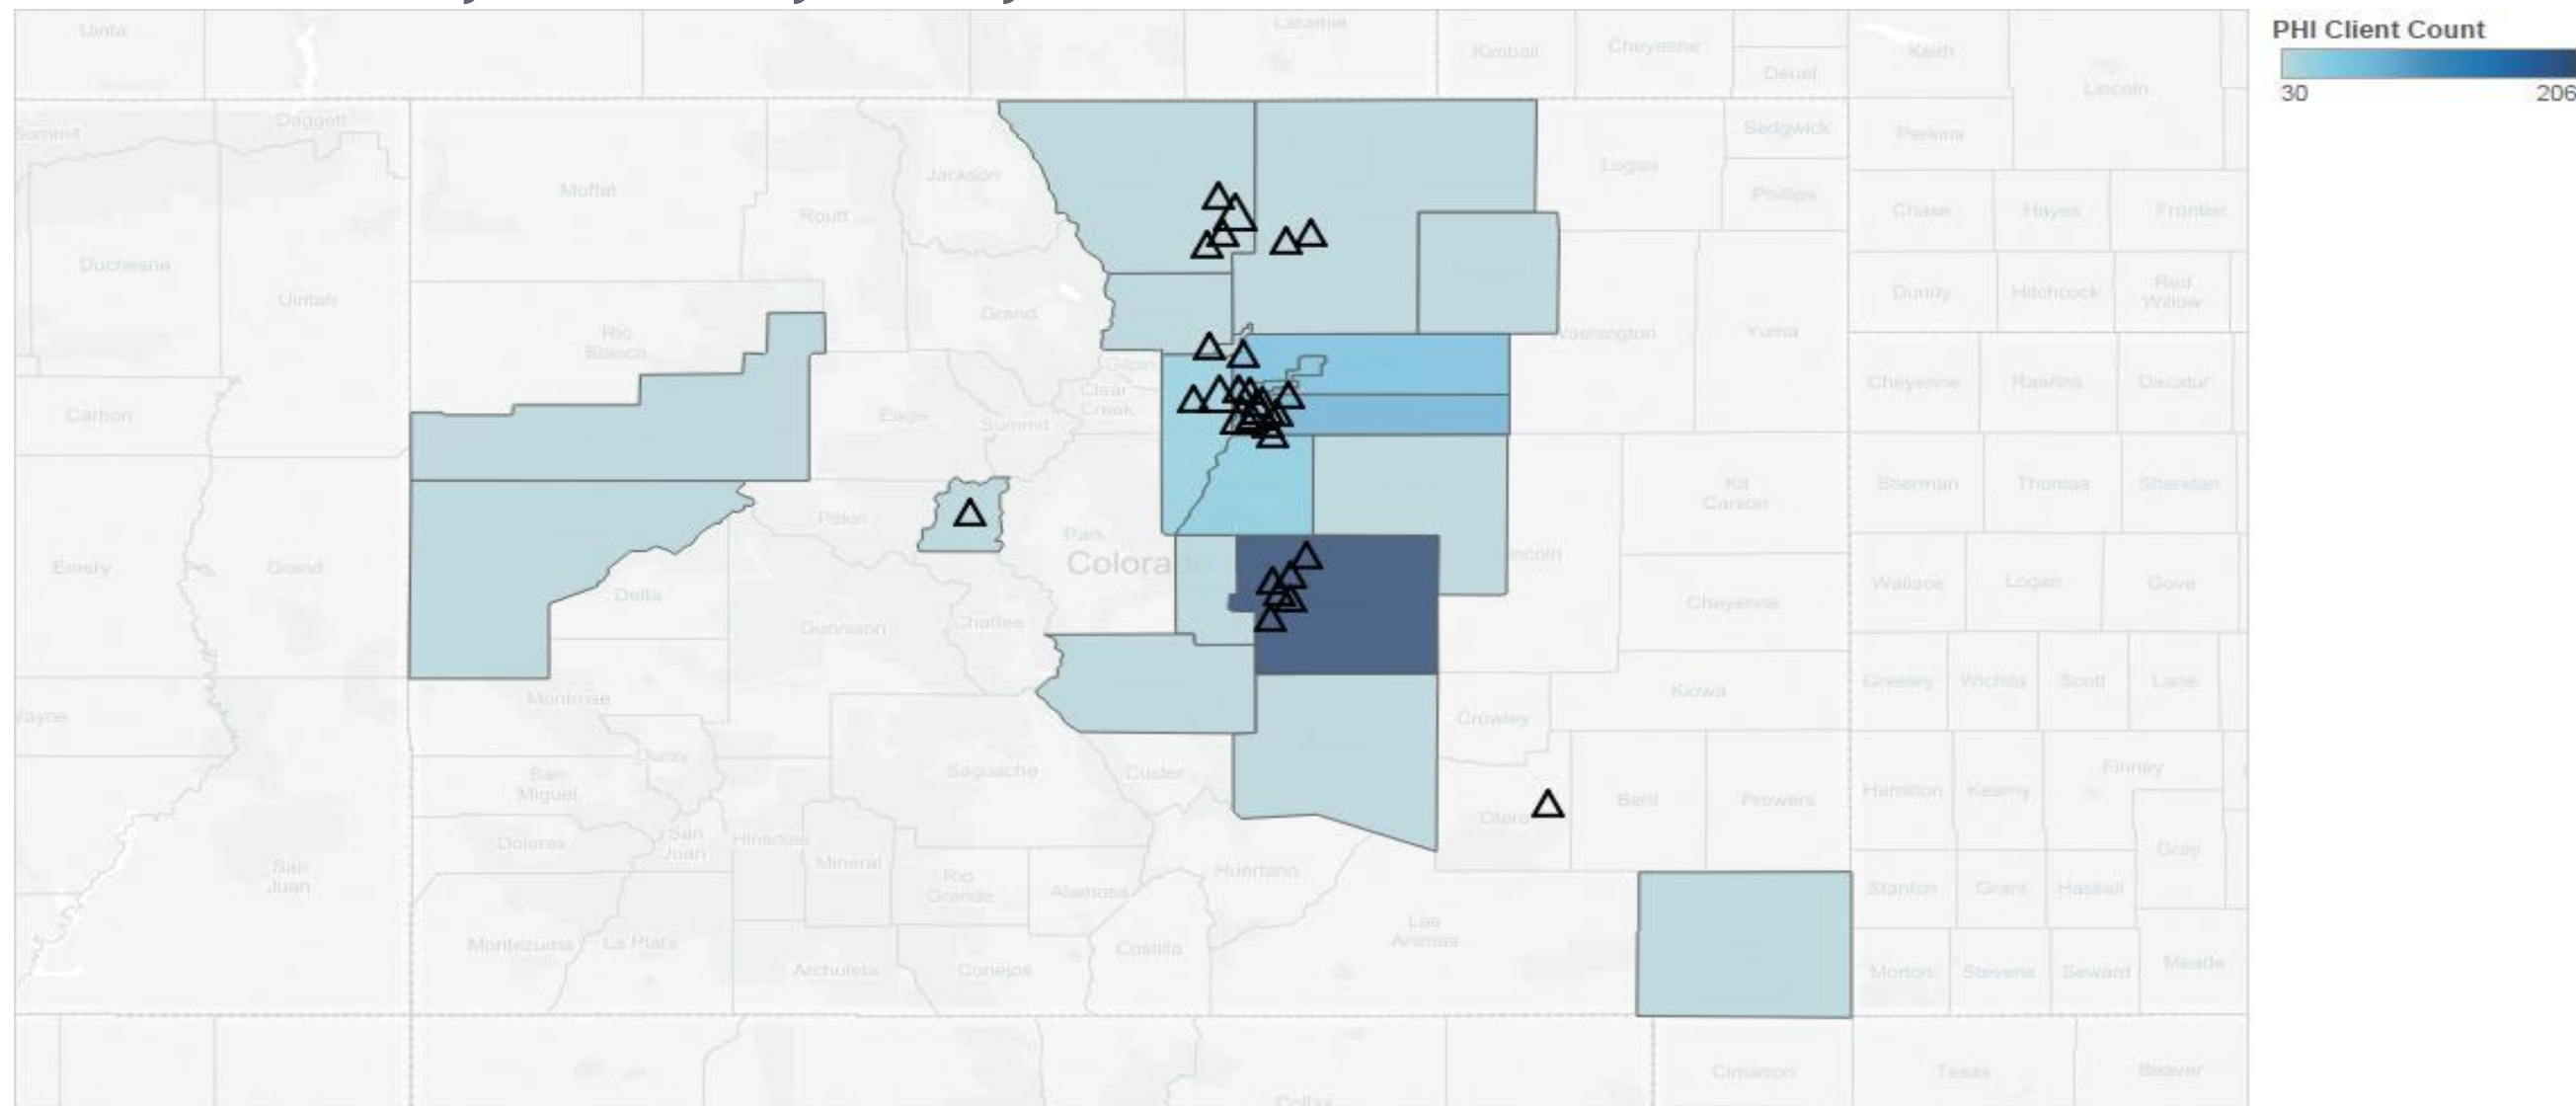 PHI Client Count
30
206
Uinta
Laramie
Kimball
Cheyenne
Deuel
Keith
Lincoln
Summit
Daggett
Moffat
Jackson
Routt
Logan
Sedgwick
Phillips
Perkins
Chase
Hayes
Frontier
Duchesne
Uintah
Rio
Blanco
Grand
Washington
Yuma
Dundy
Hitchcock
Red
Willow
Carbon
Eagle
Summit
Gilpin
Clear
Creek
Cheyenne
Rawlins
Decatur
Emery
Grand
Pitkin
Park
Colora
Lincoln
Kit
Carson
Sherman
Thomas
Sheridan
Delta
Gunnison
Chaffee
Cheyenne
Wallace
Logan
Gove
Wayne
Montrose
Crowley
Kiowa
Greeley
Wichita
Scott
Lane
Ouray
San
Miguel
Saguache
Custer
Otero
Bent
Prowers
Hamilton
Kearny
Finney
Gray
San
Juan
Dolores
San
Juan
Hinsdale
Mineral
Rio
Grande
Alamosa
Huerfano
Stanton
Grant
Haskell
Montezuma
La Plata
Archuleta
Conejos
Costilla
Las
Animas
Morton
Stevens
Seward
Meade
Cimarron
Texas
Beaver
Colfax